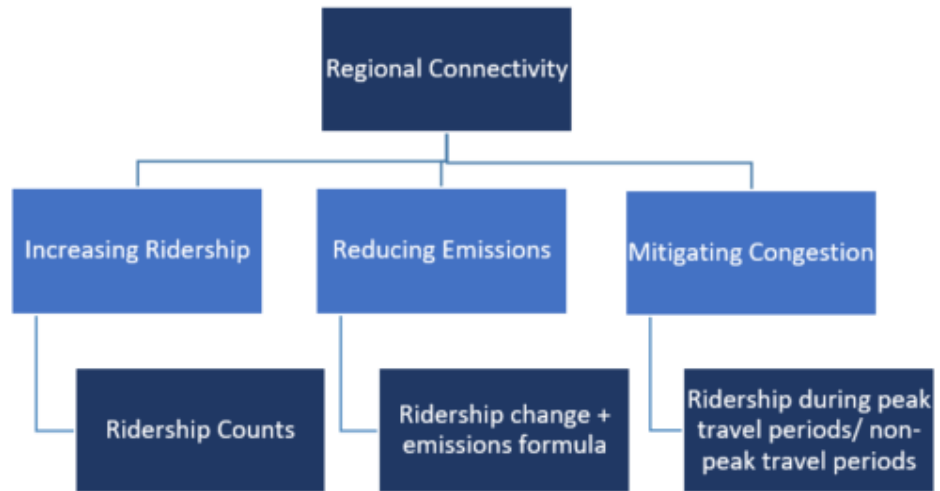 Regional Connectivity
Increasing Ridership
Reducing Emissions
Mitigating Congestion
Ridership Counts
Ridership change +
emissions formula
Ridership during peak
travel periods/ non-
peak travel periods